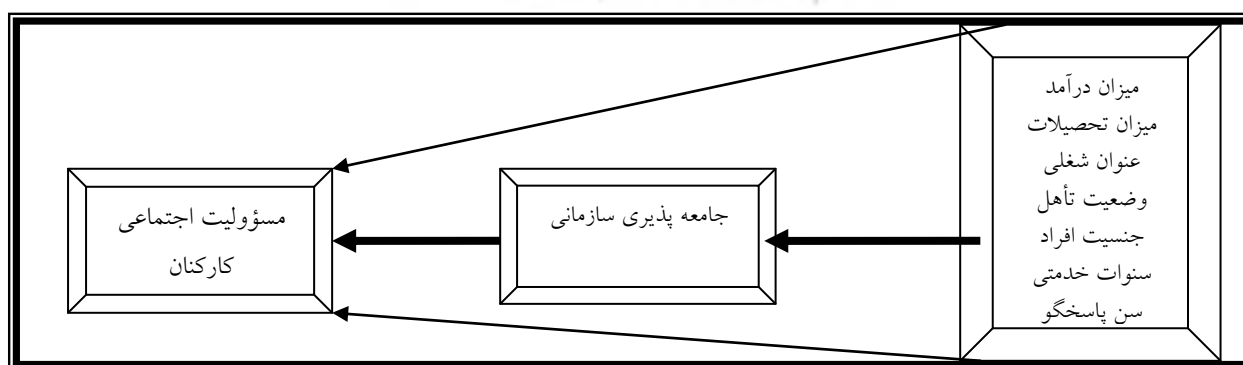 میزان درآمد
میزان تحصیلات
عنوان شغلی
وضعیت تأهل
جنسیت افراد
سنوات خدمتی
سن پاسخگو
جامعه پذیری سازمانی
مسؤولیت اجتماعی
کارکنان